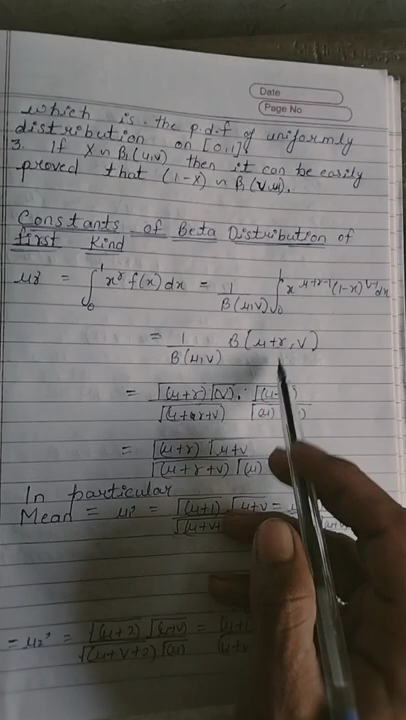 Date
Page No
which is the p.d.f of uniformly
distribution on [0,1].
3. If X ~ β1(μ,ν) then it can be easily
proved that (1-X) ~ β1(ν,μ).
Constants of Beta Distribution of
first Kind
μr' = ∫₀¹ x^r f(x)dx = 1/B(μ,ν) ∫₀¹ x^(μ+r-1) (1-x)^(ν-1) dx
= 1/B(μ,ν) B(μ+r, ν)
= Γ(μ+r) Γ(ν) / Γ(μ+r+ν) .
= Γ(μ+r) Γμ+ν / Γ(μ+r+ν) Γ(μ)
In particular
Mean = μ1' = Γ(μ+1) Γμ+ν =
= μ2' = Γ(μ+2) Γ(μ+ν) / Γ(μ+ν+2) Γ(μ) =